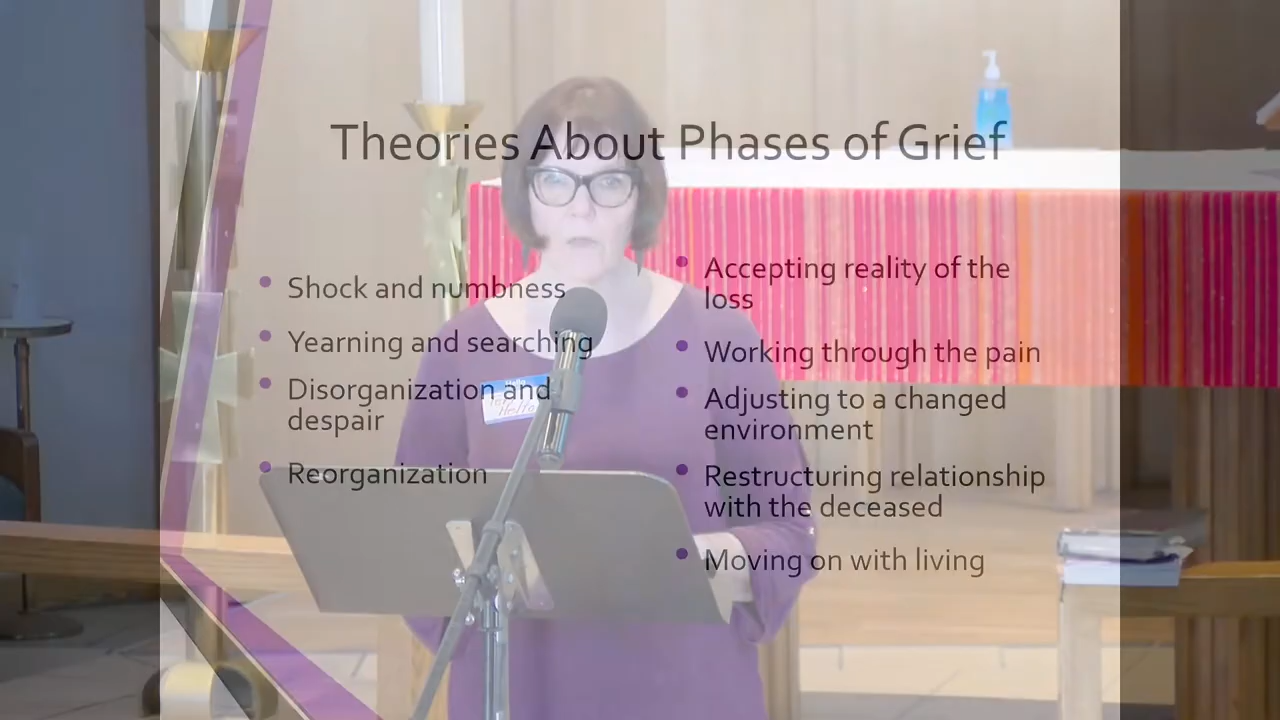 Theories About Phases of Grief
Shock and numbness
Yearning and searching
Disorganization and
despair
Reorganization
Accepting reality of the
loss
Working through the pain
Adjusting to a changed
environment
Restructuring relationship
with the deceased
Moving on with living